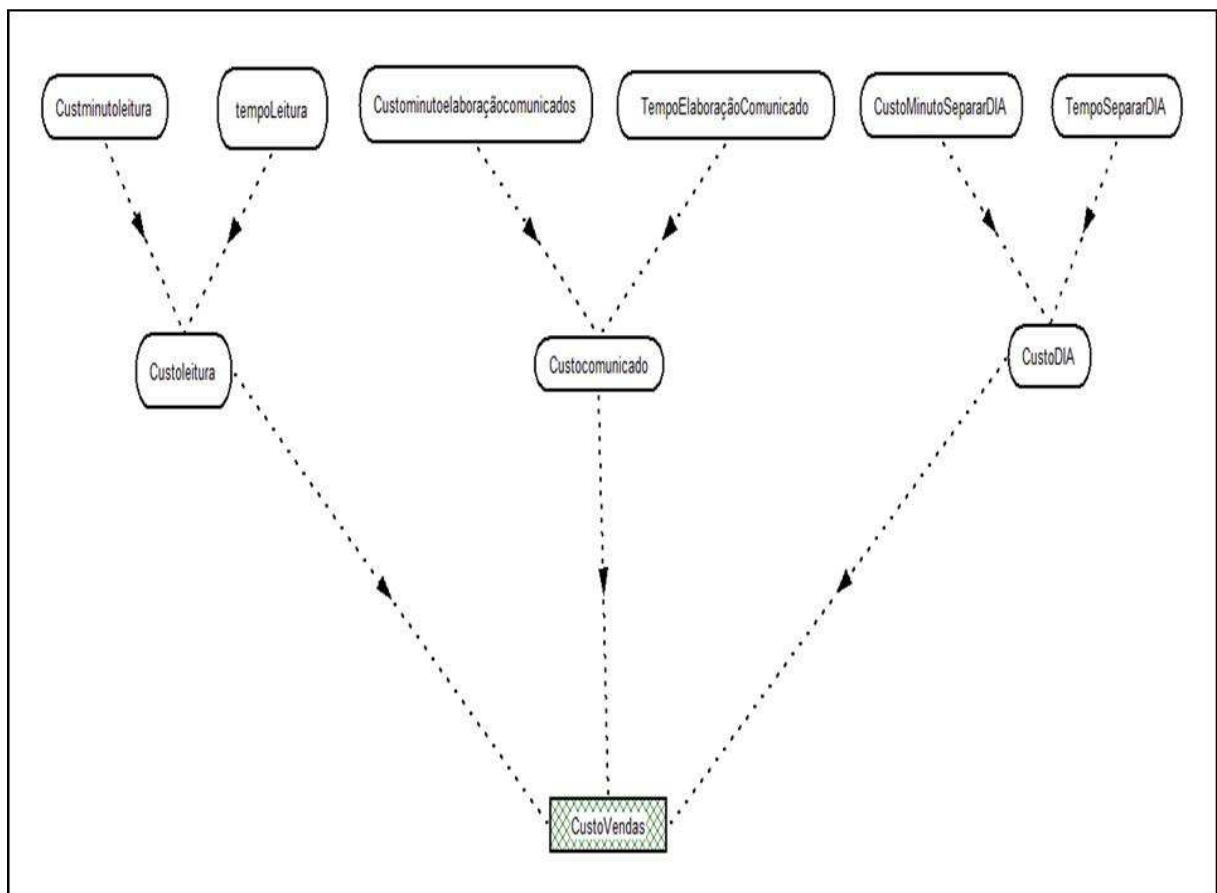 Custminutoleitura
tempoLeitura
Custominutoelaboraçãocomunicados
TempoElaboraçãoComunicado
CustoMinutoSepararDIA
TempoSepararDIA
Custoleitura
Custocomunicado
CustoDIA
CustoVendas